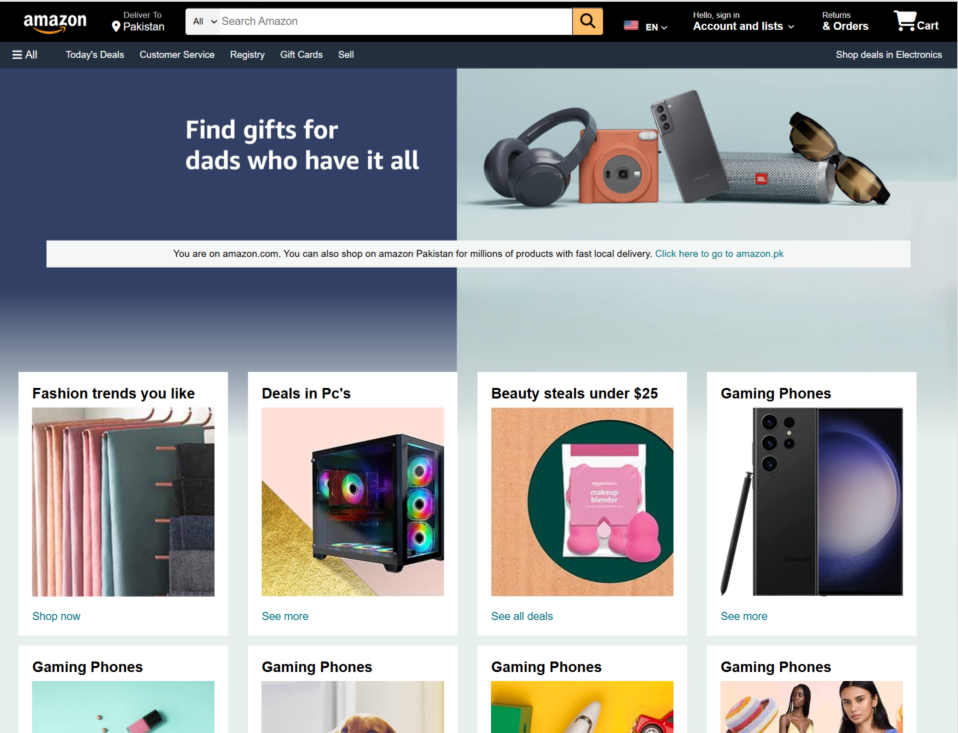 amazon
Deliver To
Pakistan
All
Search Amazon
EN
Hello, sign in
Account and lists
Returns
& Orders
Cart
All
Today's Deals
Customer Service
Registry
Gift Cards
Sell
Shop deals in Electronics
Find gifts for
dads who have it all
JBL
You are on amazon.com. You can also shop on amazon Pakistan for millions of products with fast local delivery. Click here to go to amazon.pk
Fashion trends you like
Deals in Pc's
Beauty steals under $25
Gaming Phones
makeup
blender
Shop now
See more
See all deals
See more
Gaming Phones
Gaming Phones
Gaming Phones
Gaming Phones